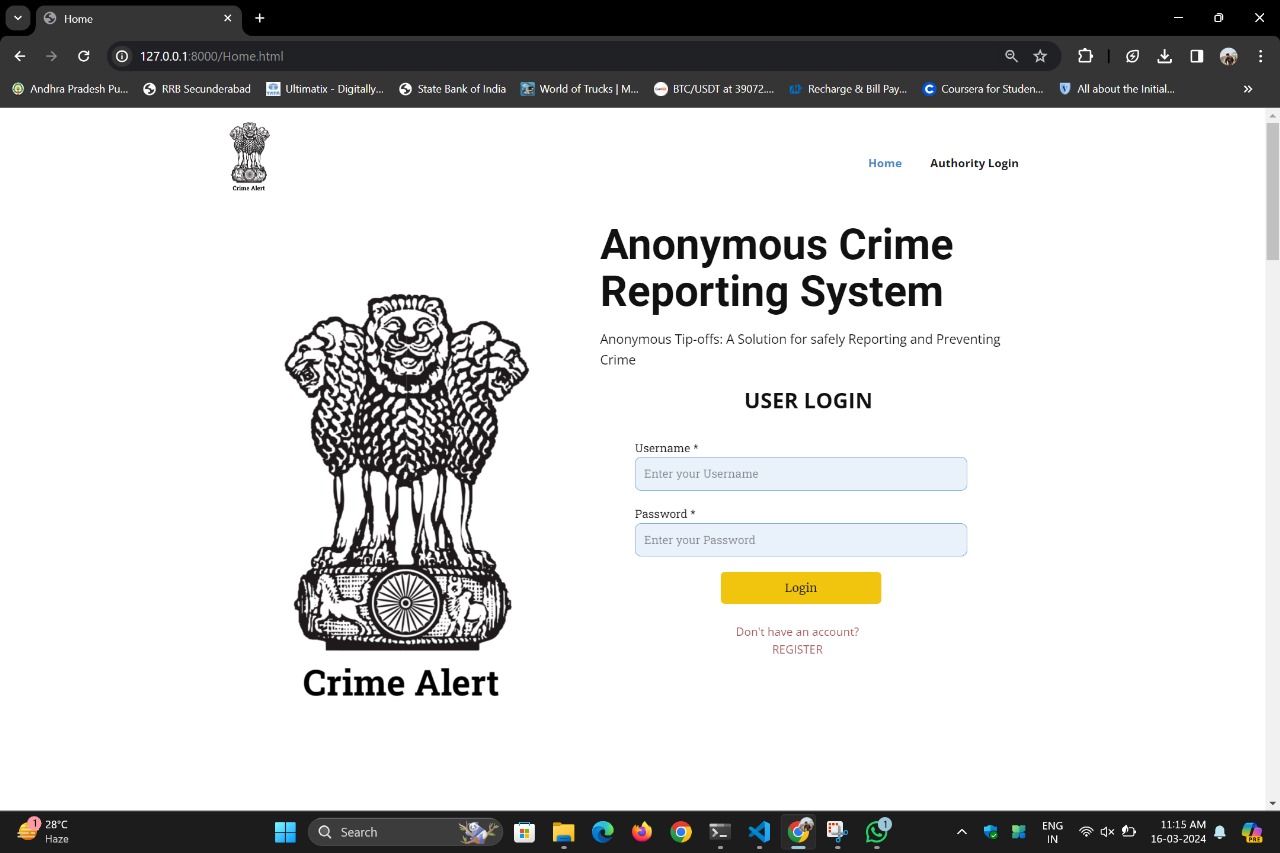 Home
127.0.0.1:8000/Home.html
Andhra Pradesh Pu...
RRB Secunderabad
Ultimatix - Digitally...
State Bank of India
World of Trucks | M...
BTC/USDT at 39072....
Recharge & Bill Pay...
Coursera for Studen...
All about the Initial...
Crime Alert
Home
Authority Login
Anonymous Crime
Reporting System
Anonymous Tip-offs: A Solution for safely Reporting and Preventing
Crime
USER LOGIN
Username *
Enter your Username
Password *
Enter your Password
Login
Don't have an account?
REGISTER
Crime Alert
1
28°C
Haze
Search
1
ENG
IN
11:15 AM
16-03-2024
PRE